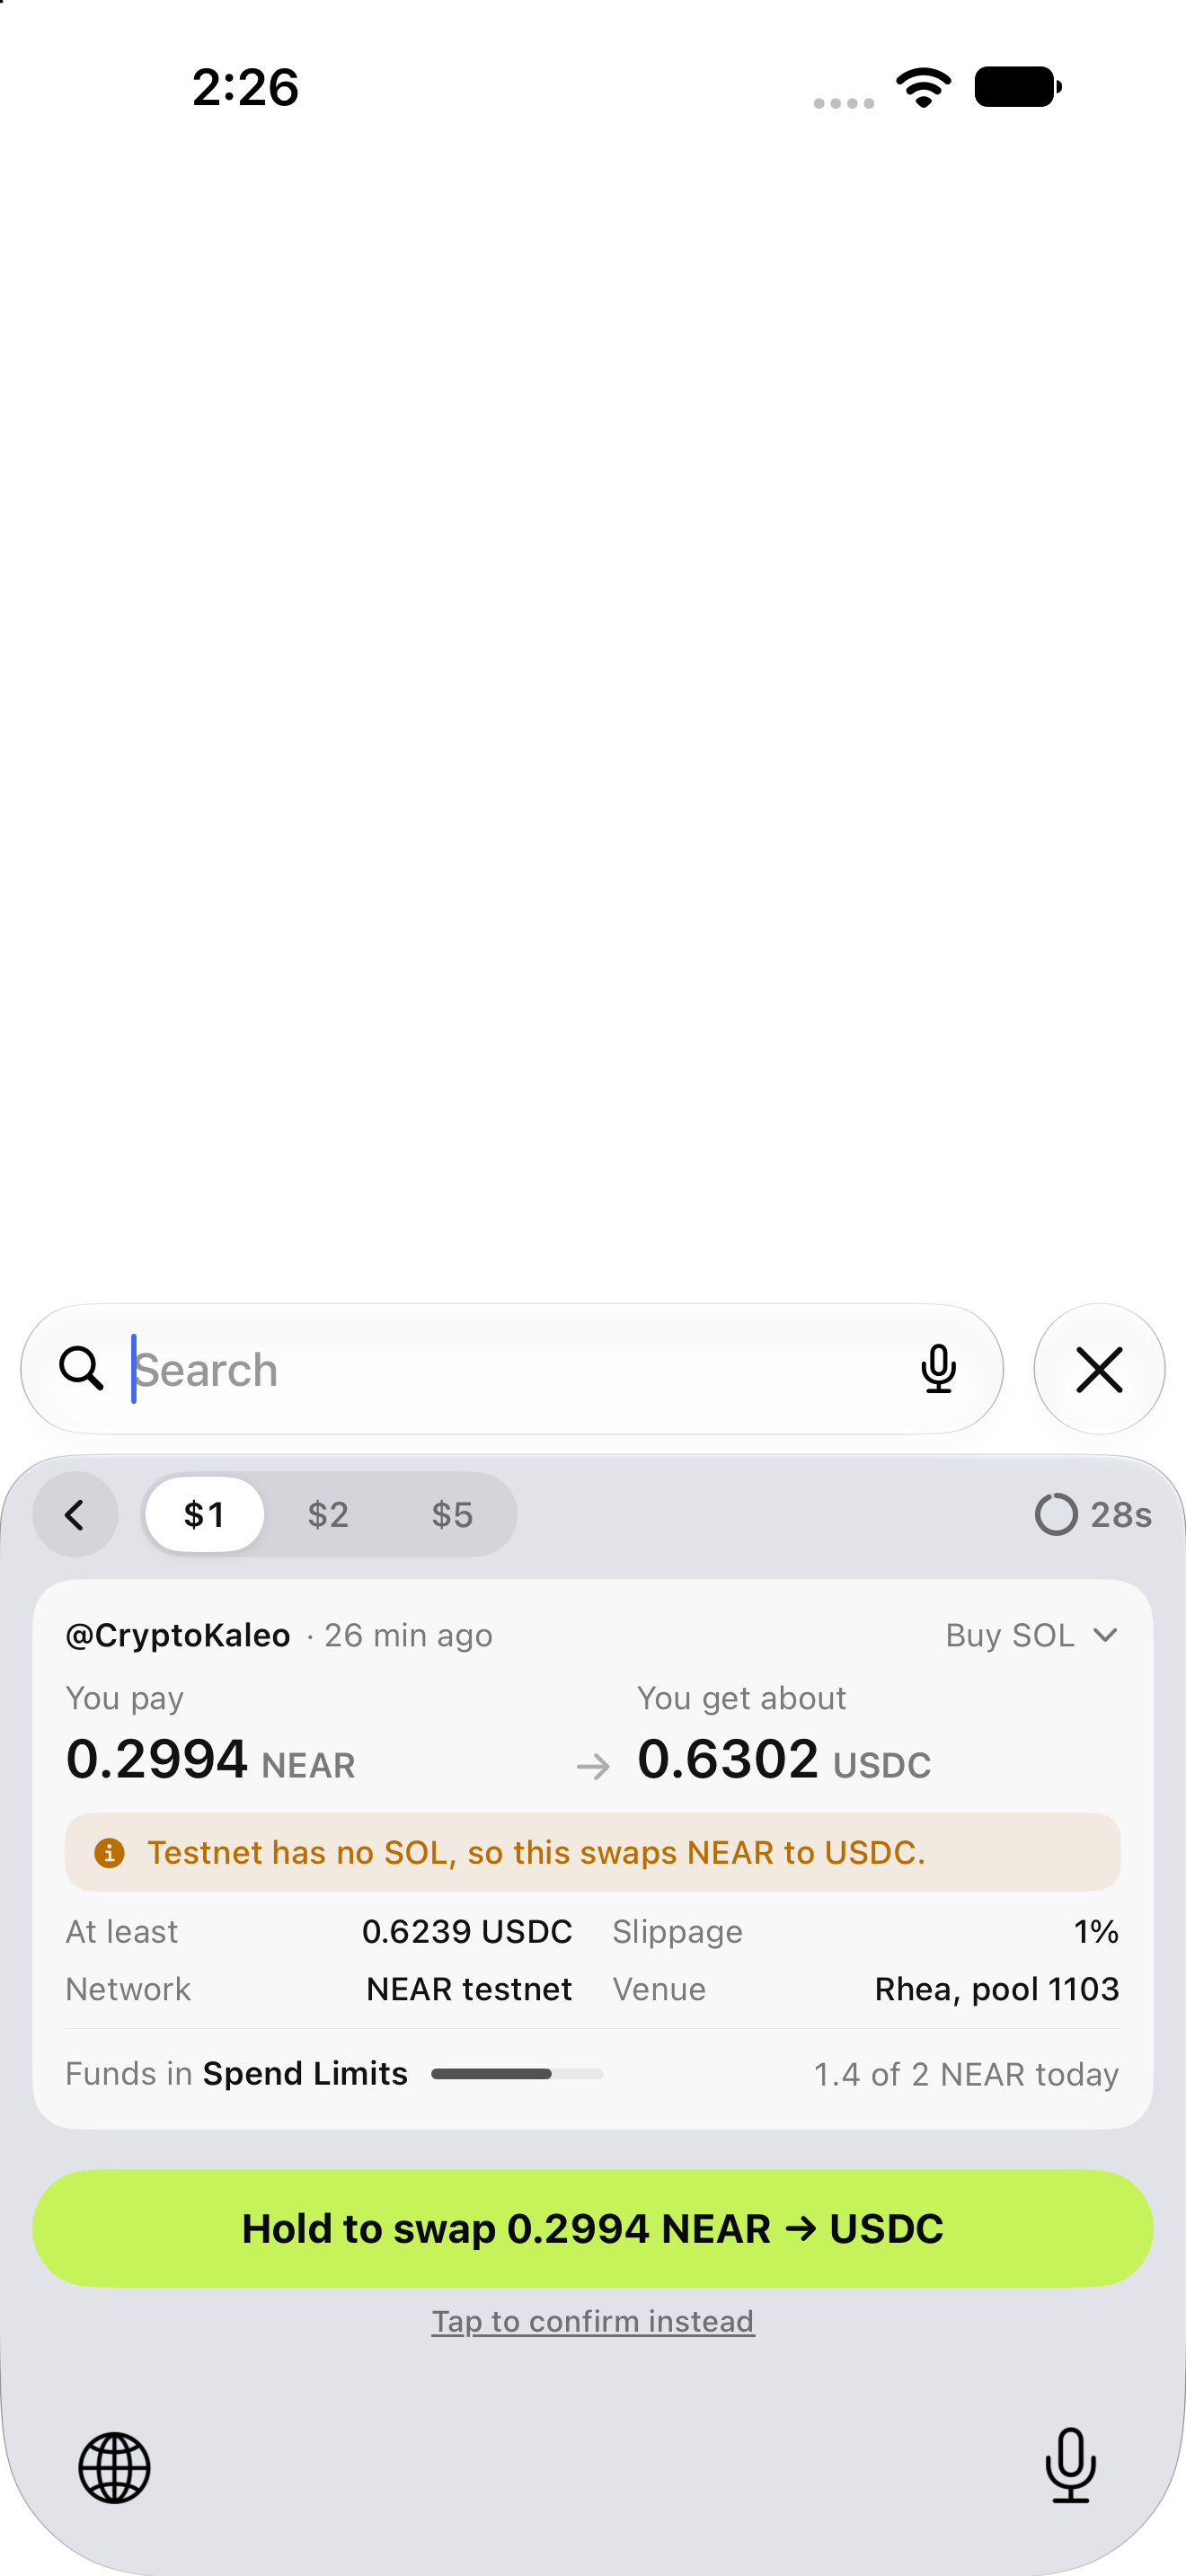 2:26
Search
$1 $2 $5 28s
@CryptoKaleo · 26 min ago Buy SOL
You pay You get about
0.2994 NEAR → 0.6302 USDC
Testnet has no SOL, so this swaps NEAR to USDC.
At least 0.6239 USDC Slippage 1%
Network NEAR testnet Venue Rhea, pool 1103
Funds in Spend Limits 1.4 of 2 NEAR today
Hold to swap 0.2994 NEAR → USDC
Tap to confirm instead